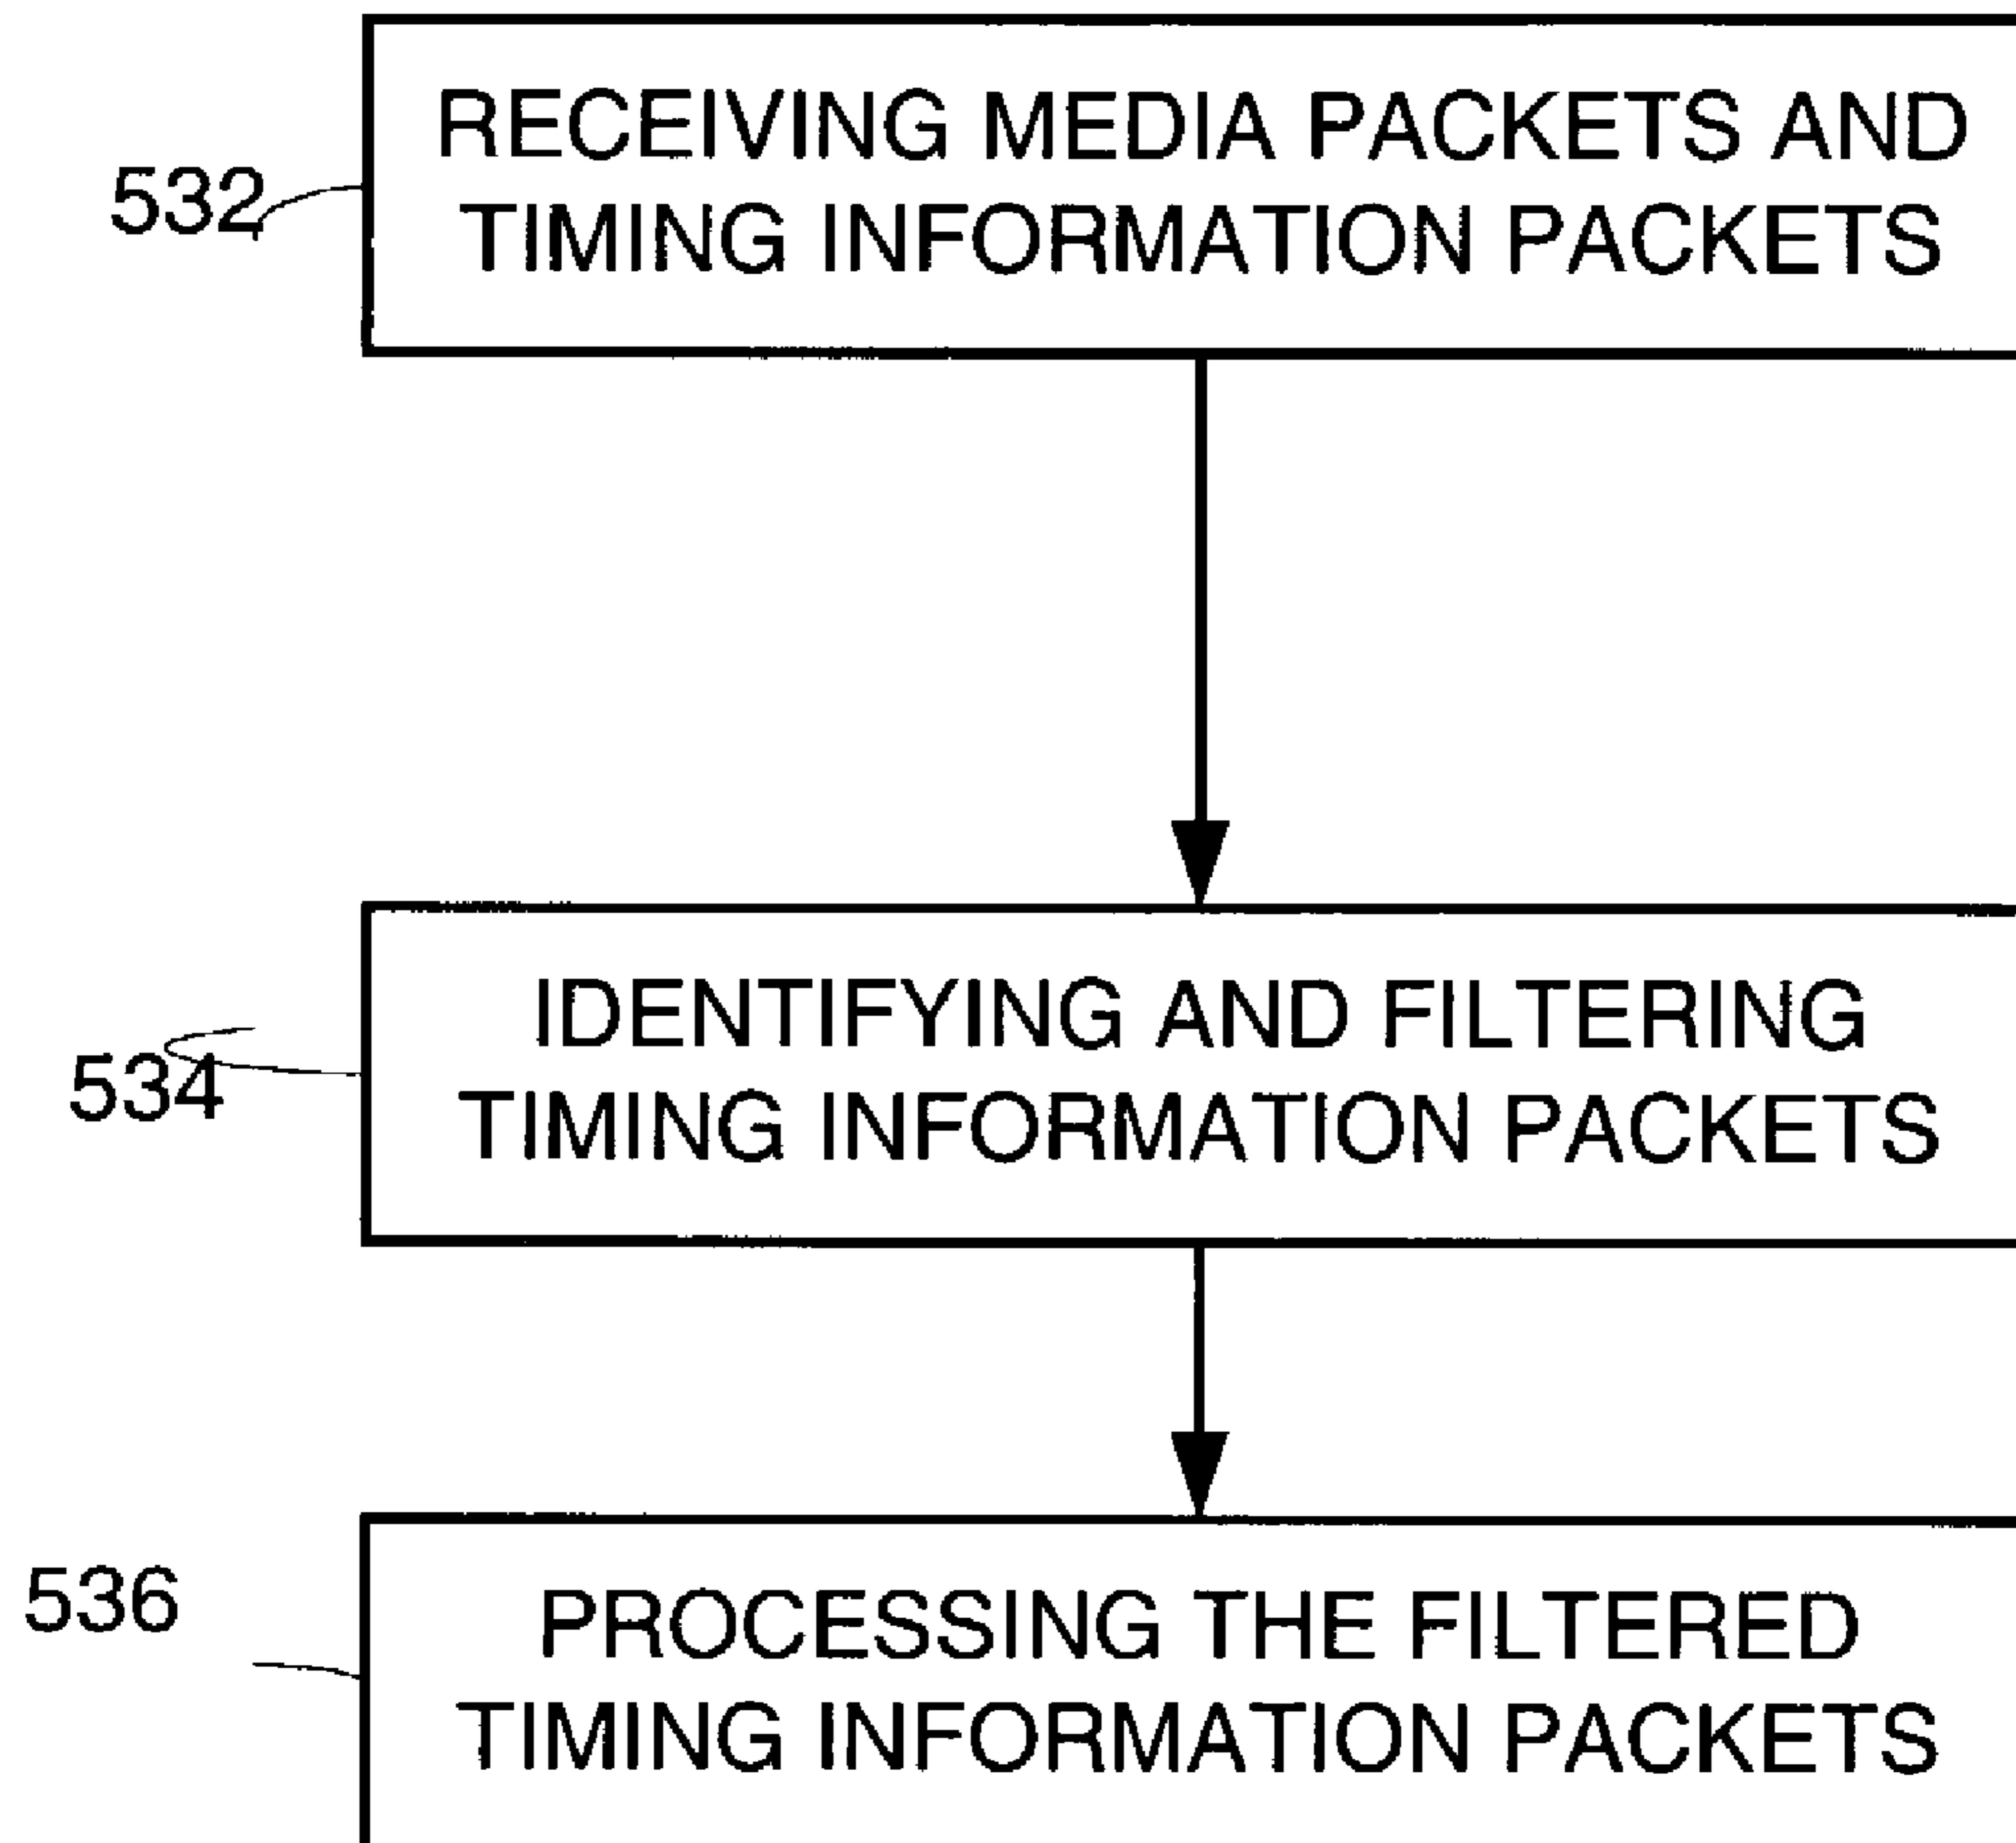 RECEIVING MEDIA PACKETS AND
TIMING INFORMATION PACKETS
532
IDENTIFYING AND FILTERING
TIMING INFORMATION PACKETS
534
PROCESSING THE FILTERED
TIMING INFORMATION PACKETS
536